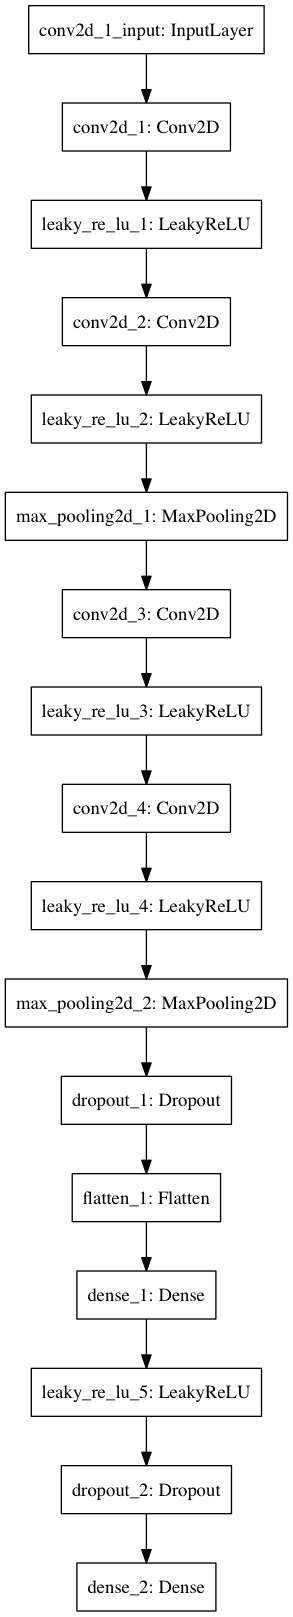 conv2d_1_input: InputLayer
conv2d_1: Conv2D
leaky_re_lu_1: LeakyReLU
conv2d_2: Conv2D
leaky_re_lu_2: LeakyReLU
max_pooling2d_1: MaxPooling2D
conv2d_3: Conv2D
leaky_re_lu_3: LeakyReLU
conv2d_4: Conv2D
leaky_re_lu_4: LeakyReLU
max_pooling2d_2: MaxPooling2D
dropout_1: Dropout
flatten_1: Flatten
dense_1: Dense
leaky_re_lu_5: LeakyReLU
dropout_2: Dropout
dense_2: Dense